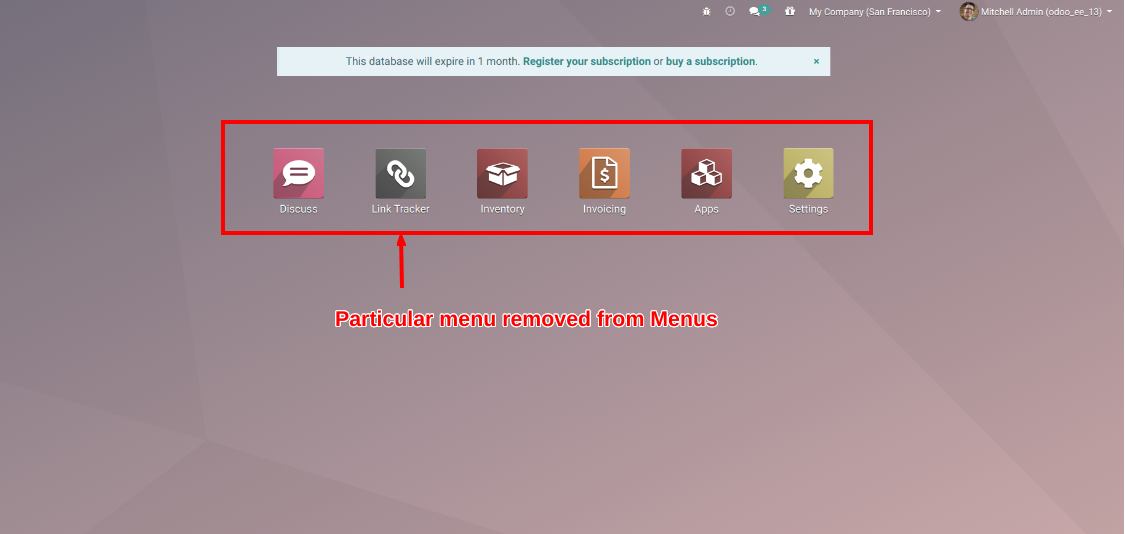 3
My Company (San Francisco)
Mitchell Admin (odoo_ee_13)
This database will expire in 1 month. Register your subscription or buy a subscription.
×
$
Discuss
Link Tracker
Inventory
Invoicing
Apps
Settings
Particular menu removed from Menus